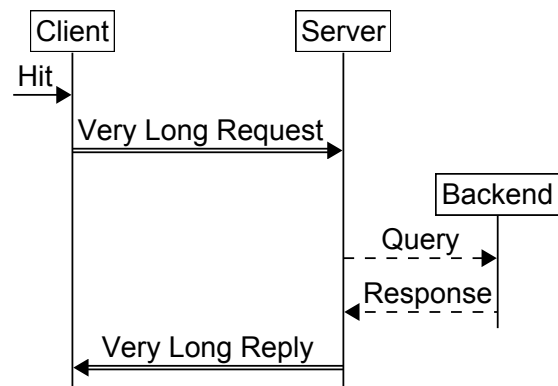 Client
Server
Hit
Very Long Request
Backend
Query
Response
Very Long Reply